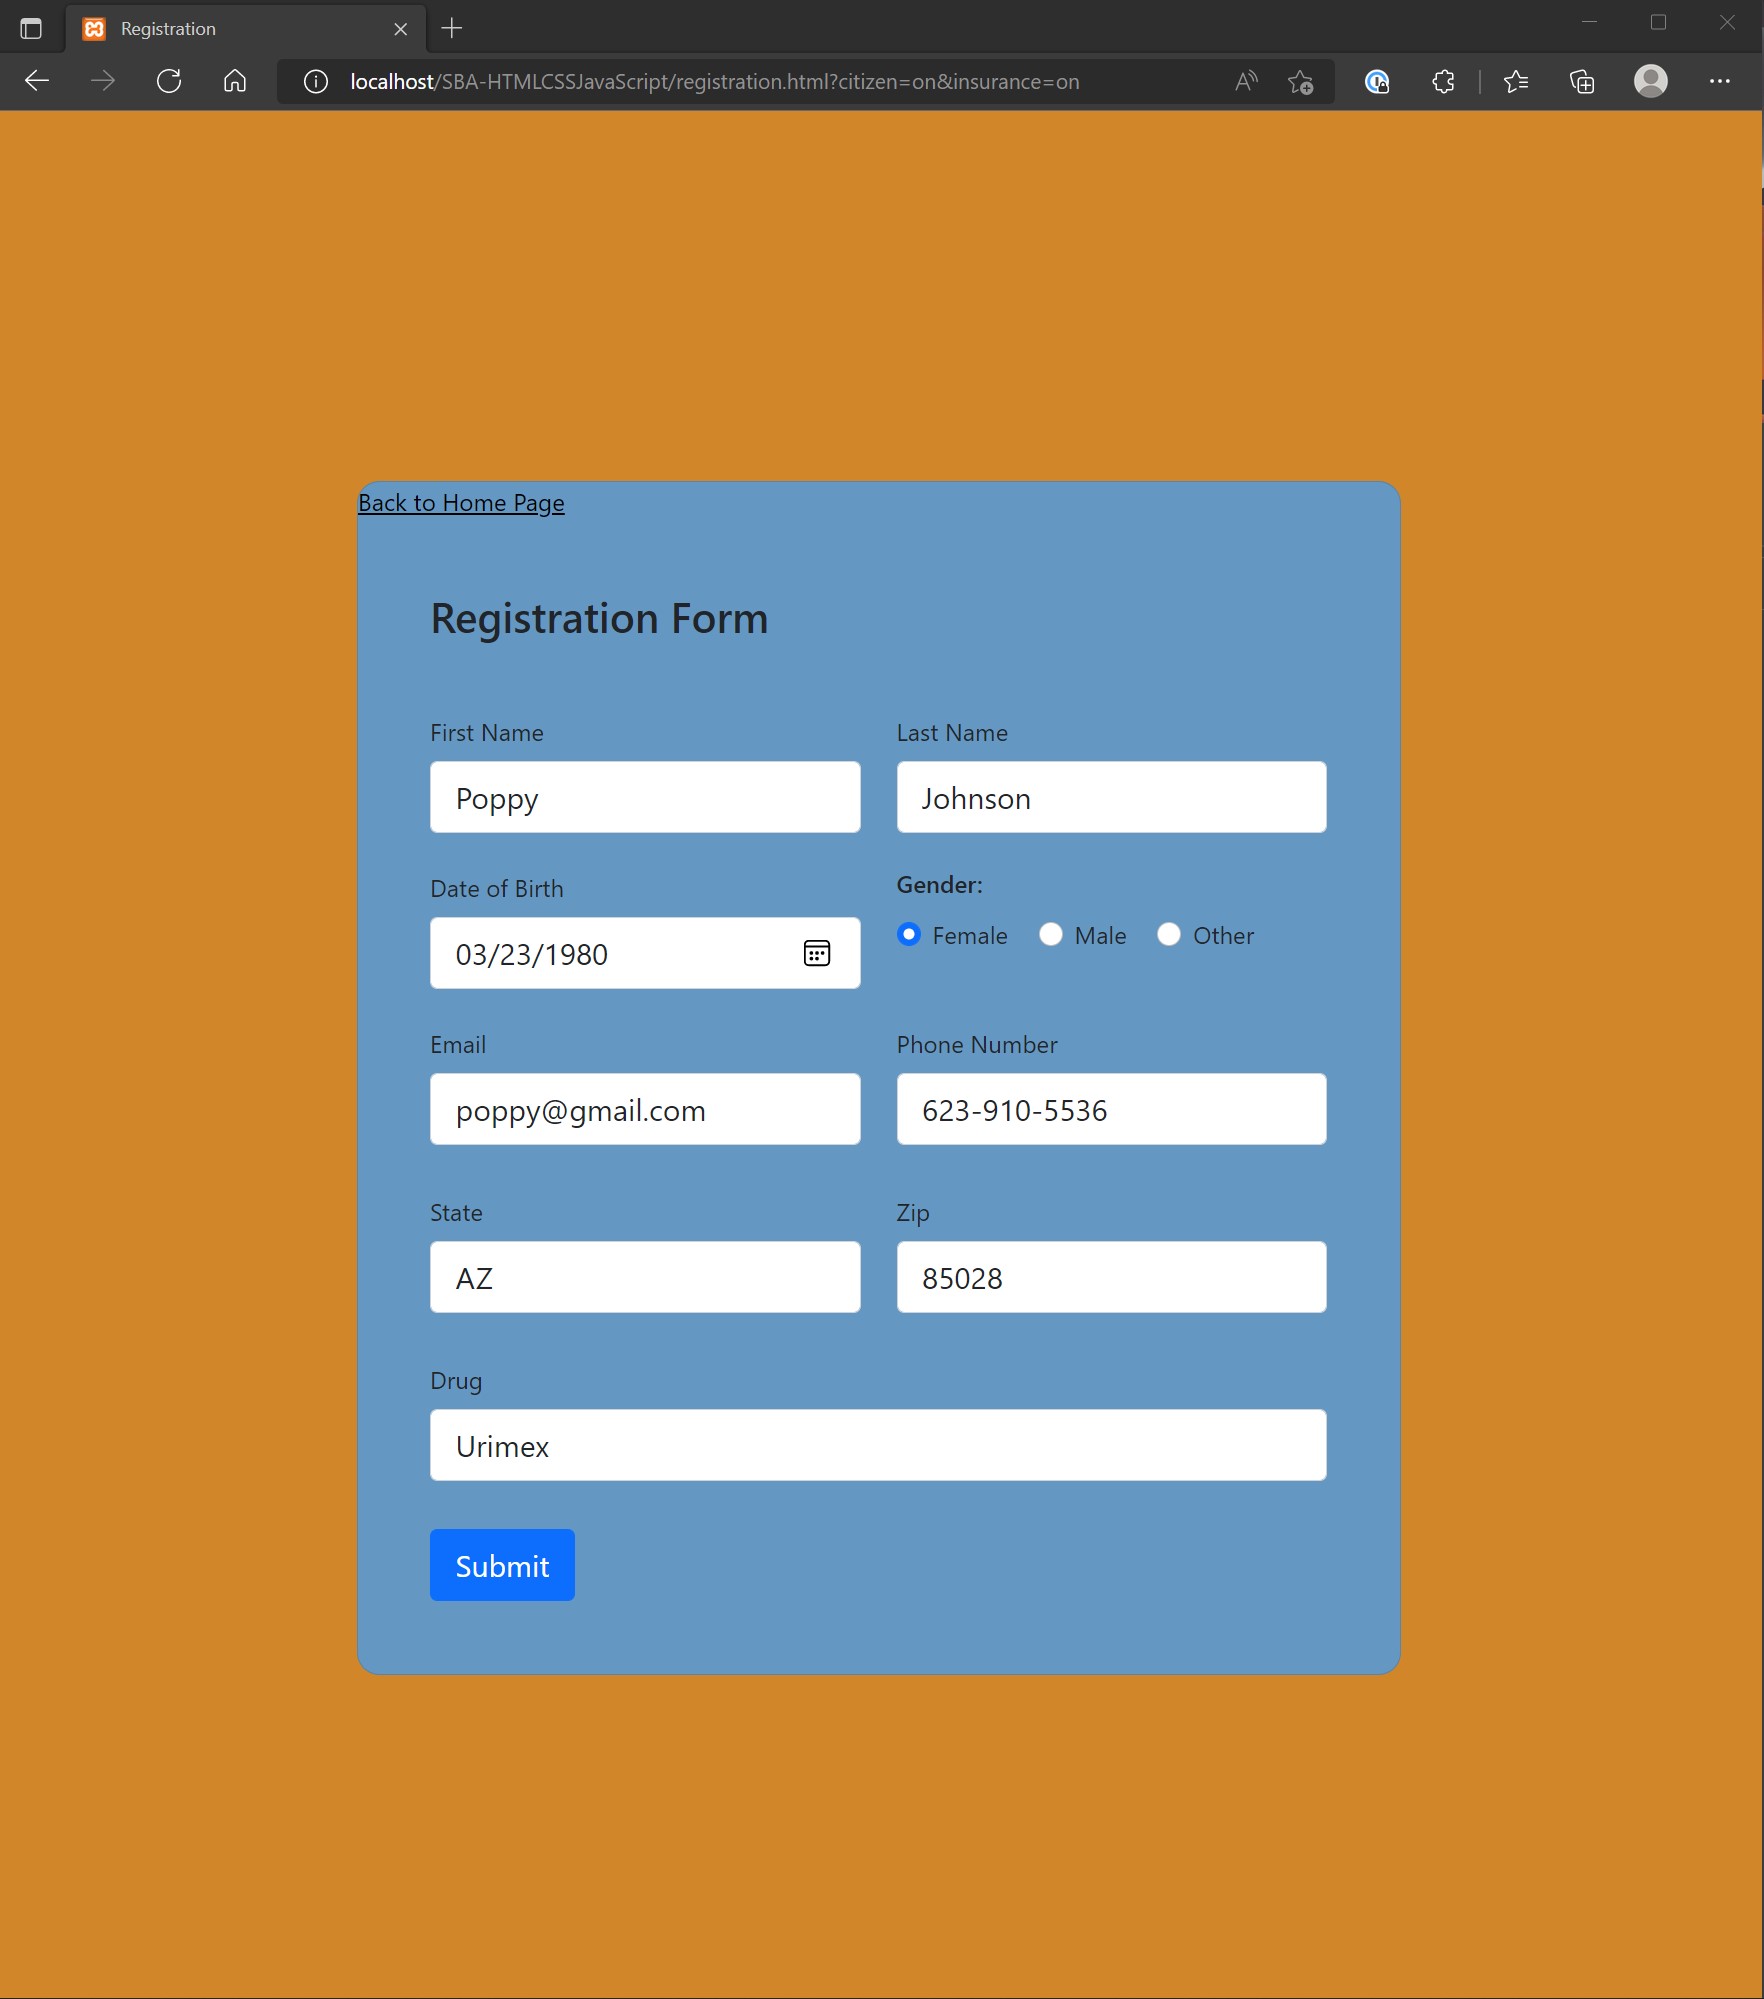 Registration
localhost/SBA-HTMLCSSJavaScript/registration.html?citizen=on&insurance=on
Back to Home Page
Registration Form
First Name Last Name
Poppy Johnson
Date of Birth Gender:
03/23/1980 Female Male Other
Email Phone Number
poppy@gmail.com 623-910-5536
State Zip
AZ 85028
Drug
Urimex
Submit